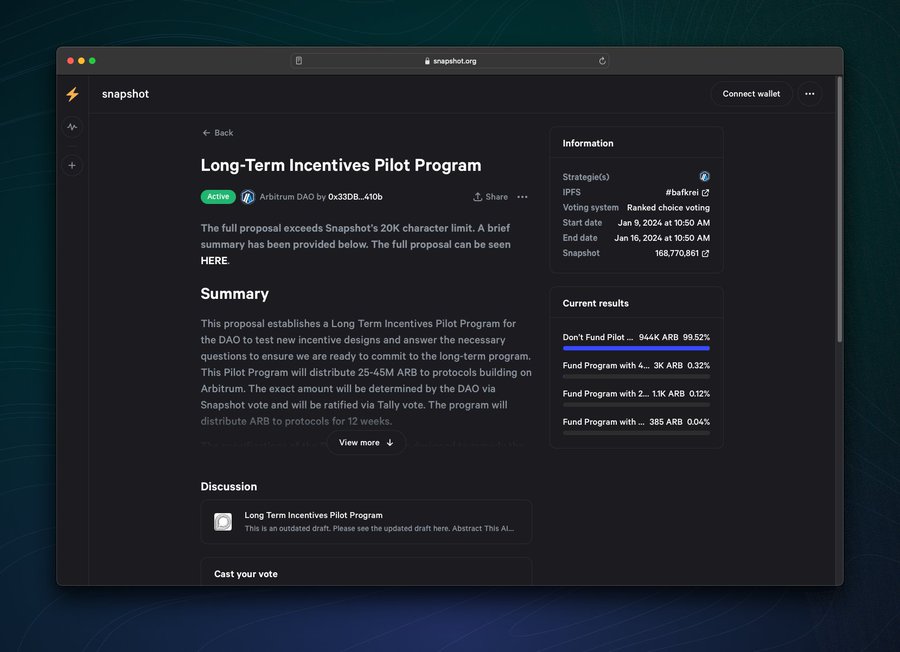 snapshot.org
snapshot
Connect wallet
Back
Long-Term Incentives Pilot Program
Active
Arbitrum DAO by 0x33DB...410b
Share
The full proposal exceeds Snapshot's 20K character limit. A brief
summary has been provided below. The full proposal can be seen
HERE.
Summary
This proposal establishes a Long Term Incentives Pilot Program for
the DAO to test new incentive designs and answer the necessary
questions to ensure we are ready to commit to the long-term program.
This Pilot Program will distribute 25-45M ARB to protocols building on
Arbitrum. The exact amount will be determined by the DAO via
Snapshot vote and will be ratified via Tally vote. The program will
distribute ARB to protocols for 12 weeks.
View more
Discussion
Long Term Incentives Pilot Program
This is an outdated draft. Please see the updated draft here. Abstract This Al...
Cast your vote
Information
Strategie(s)
IPFS #bafkrei
Voting system Ranked choice voting
Start date Jan 9, 2024 at 10:50 AM
End date Jan 16, 2024 at 10:50 AM
Snapshot 168,770,861
Current results
Don't Fund Pilot ... 944K ARB 99.52%
Fund Program with 4... 3K ARB 0.32%
Fund Program with 2... 1.1K ARB 0.12%
Fund Program with ... 385 ARB 0.04%